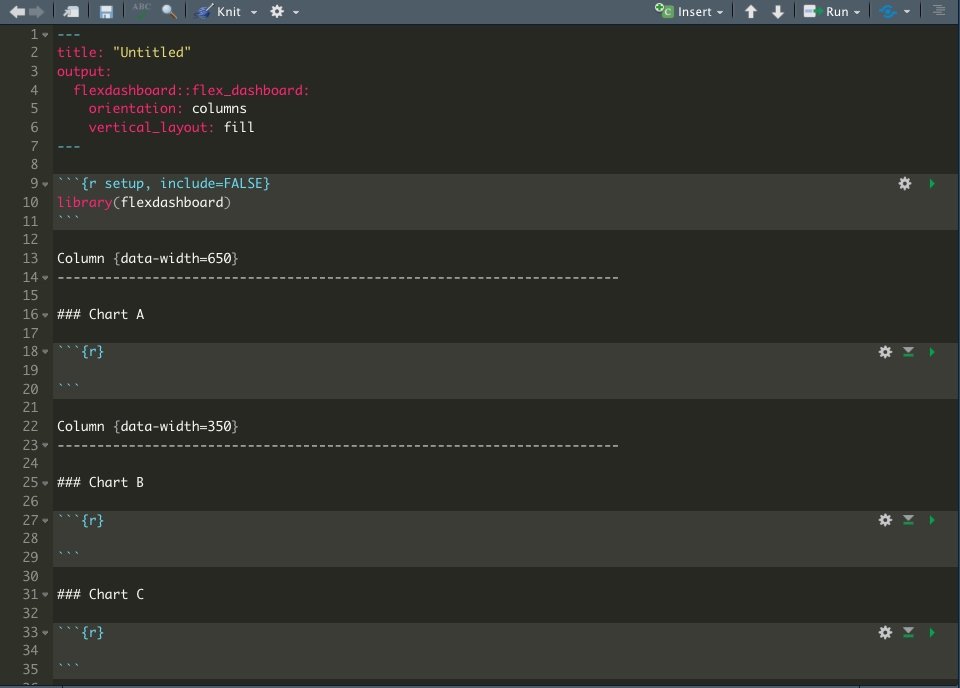 ABC Knit Insert Run
1 ---
2 title: "Untitled"
3 output:
4   flexdashboard::flex_dashboard:
5     orientation: columns
6     vertical_layout: fill
7 ---
8
9 ```{r setup, include=FALSE}
10 library(flexdashboard)
11 ```
12
13 Column {data-width=650}
14 -----------------------------------------------------------------------
15
16 ### Chart A
17
18 ```{r}
19
20 ```
21
22 Column {data-width=350}
23 -----------------------------------------------------------------------
24
25 ### Chart B
26
27 ```{r}
28
29 ```
30
31 ### Chart C
32
33 ```{r}
34
35 ```